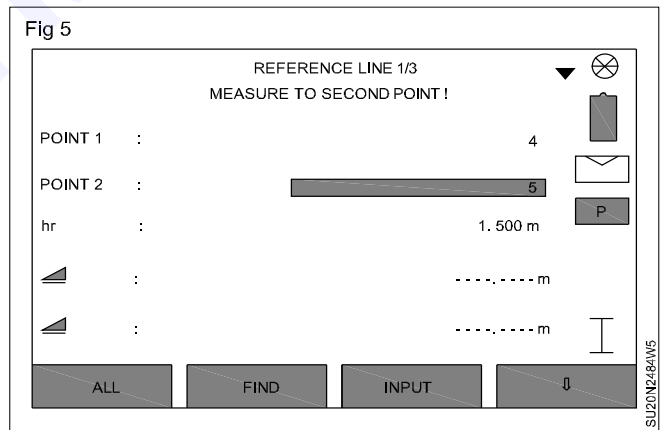 Fig 5
REFERENCE LINE 1/3
MEASURE TO SECOND POINT !
POINT 1 : 4
POINT 2 : 5
hr : 1. 500 m
: ----.---- m
: ----.---- m
P
ALL FIND INPUT ⇩
SU20N2484W5